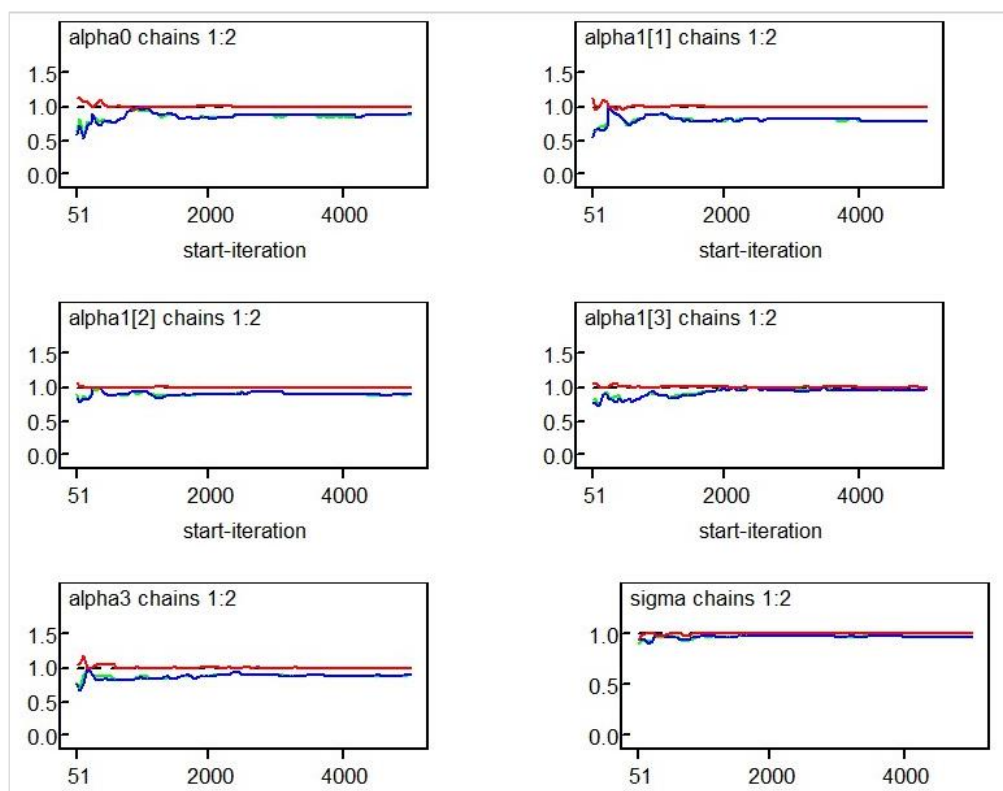 alpha0 chains 1:2
1.5
1.0
0.5
0.0
51 2000 4000
start-iteration
alpha1[1] chains 1:2
1.5
1.0
0.5
0.0
51 2000 4000
start-iteration
alpha1[2] chains 1:2
1.5
1.0
0.5
0.0
51 2000 4000
start-iteration
alpha1[3] chains 1:2
1.5
1.0
0.5
0.0
51 2000 4000
start-iteration
alpha3 chains 1:2
1.5
1.0
0.5
0.0
51 2000 4000
sigma chains 1:2
1.0
0.5
0.0
51 2000 4000